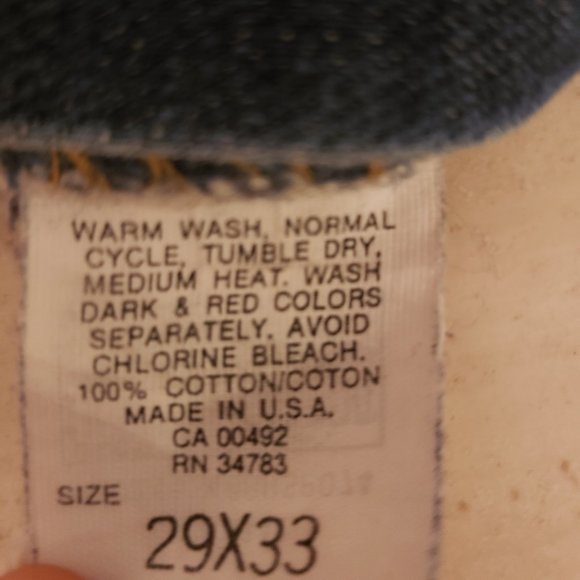 WARM WASH, NORMAL
CYCLE, TUMBLE DRY,
MEDIUM HEAT. WASH
DARK & RED COLORS
SEPARATELY. AVOID
CHLORINE BLEACH.
100% COTTON/COTON
MADE IN U.S.A.
CA 00492
RN 34783
SIZE
29X33